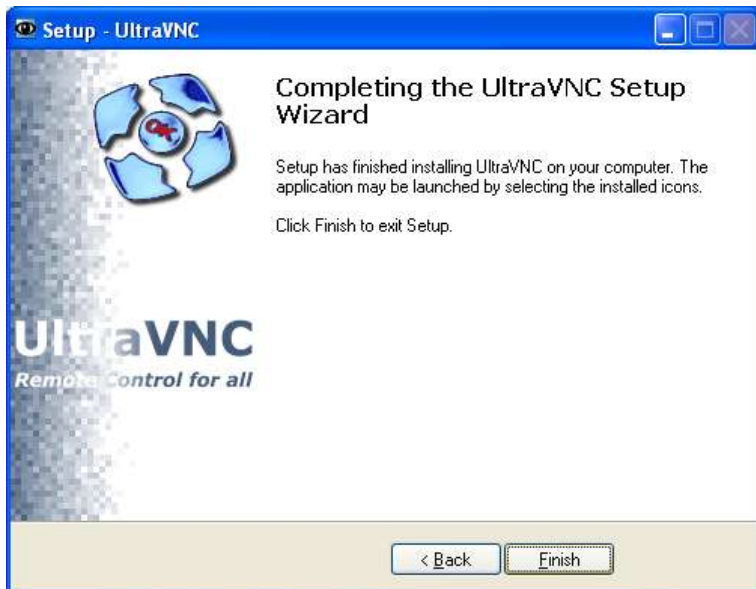 Setup - UltraVNC
Completing the UltraVNC Setup
Wizard
Setup has finished installing UltraVNC on your computer. The
application may be launched by selecting the installed icons.
Click Finish to exit Setup.
UltraVNC
Remote Control for all
< Back
Finish